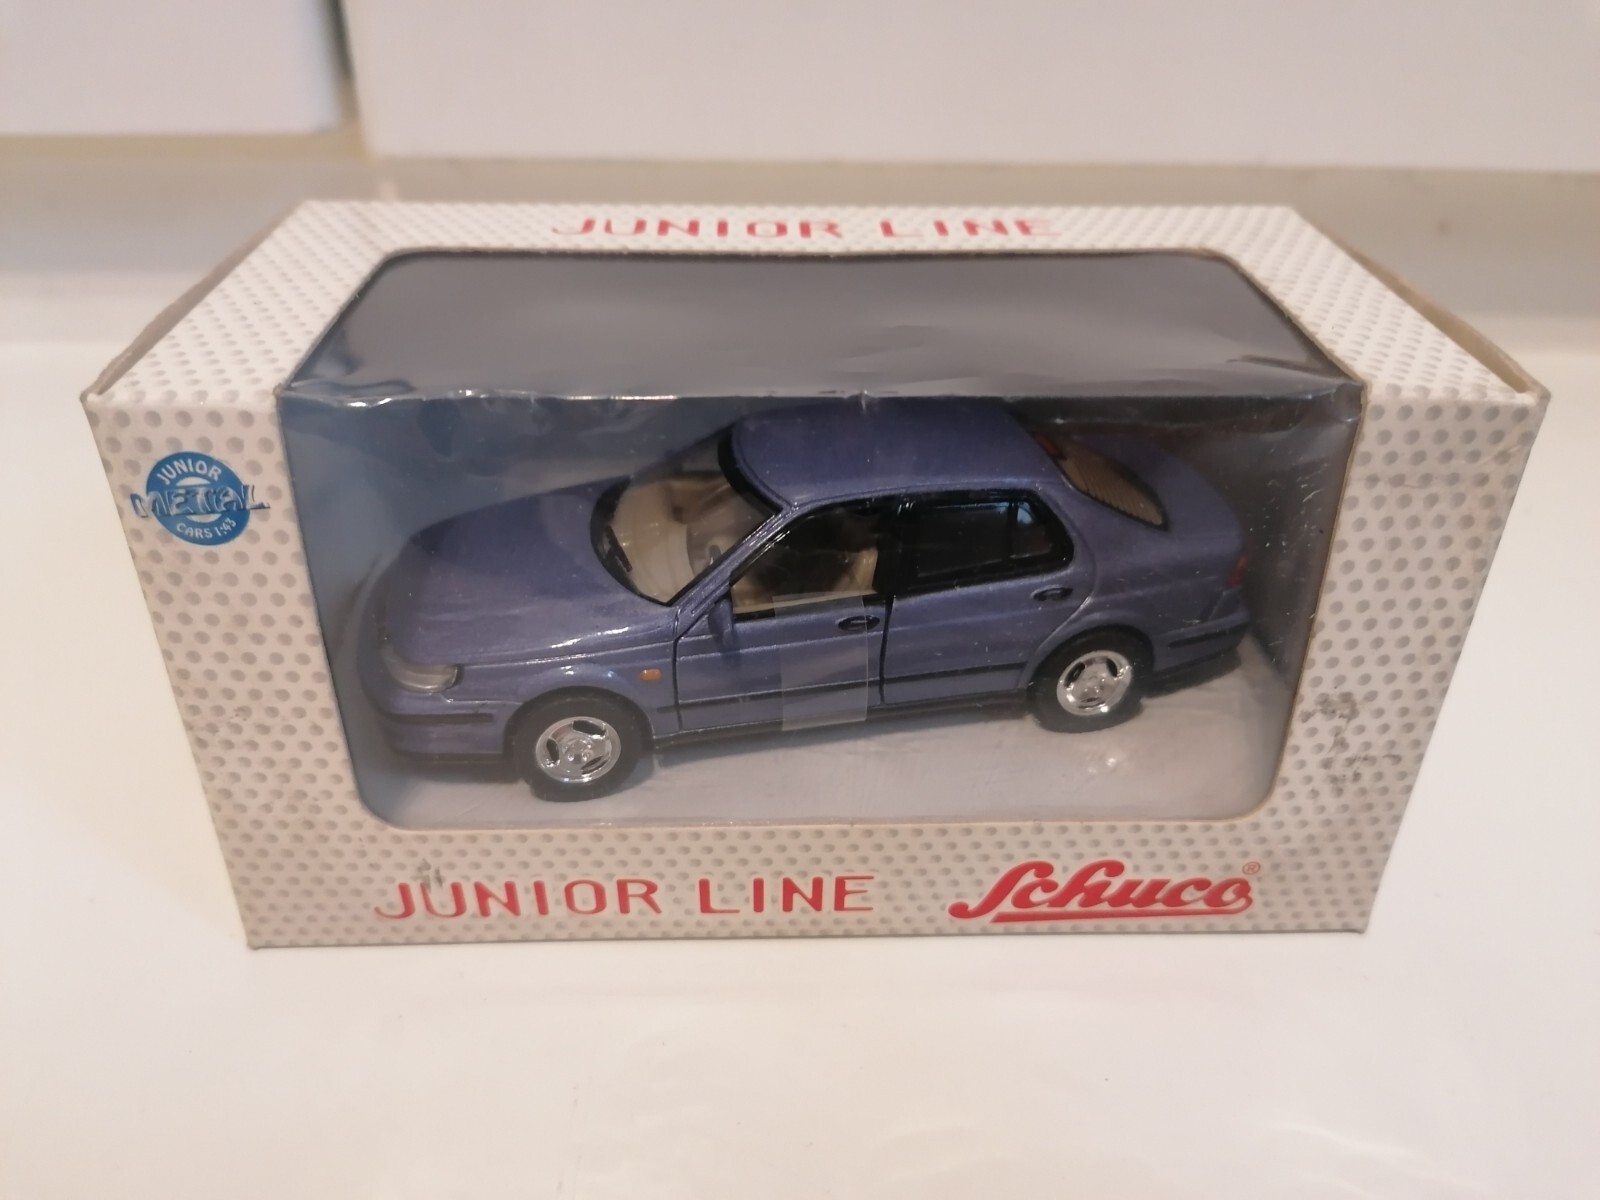 JUNIOR LINE
JUNIOR
METAL
CARS 1:43
JUNIOR LINE
Schuco®